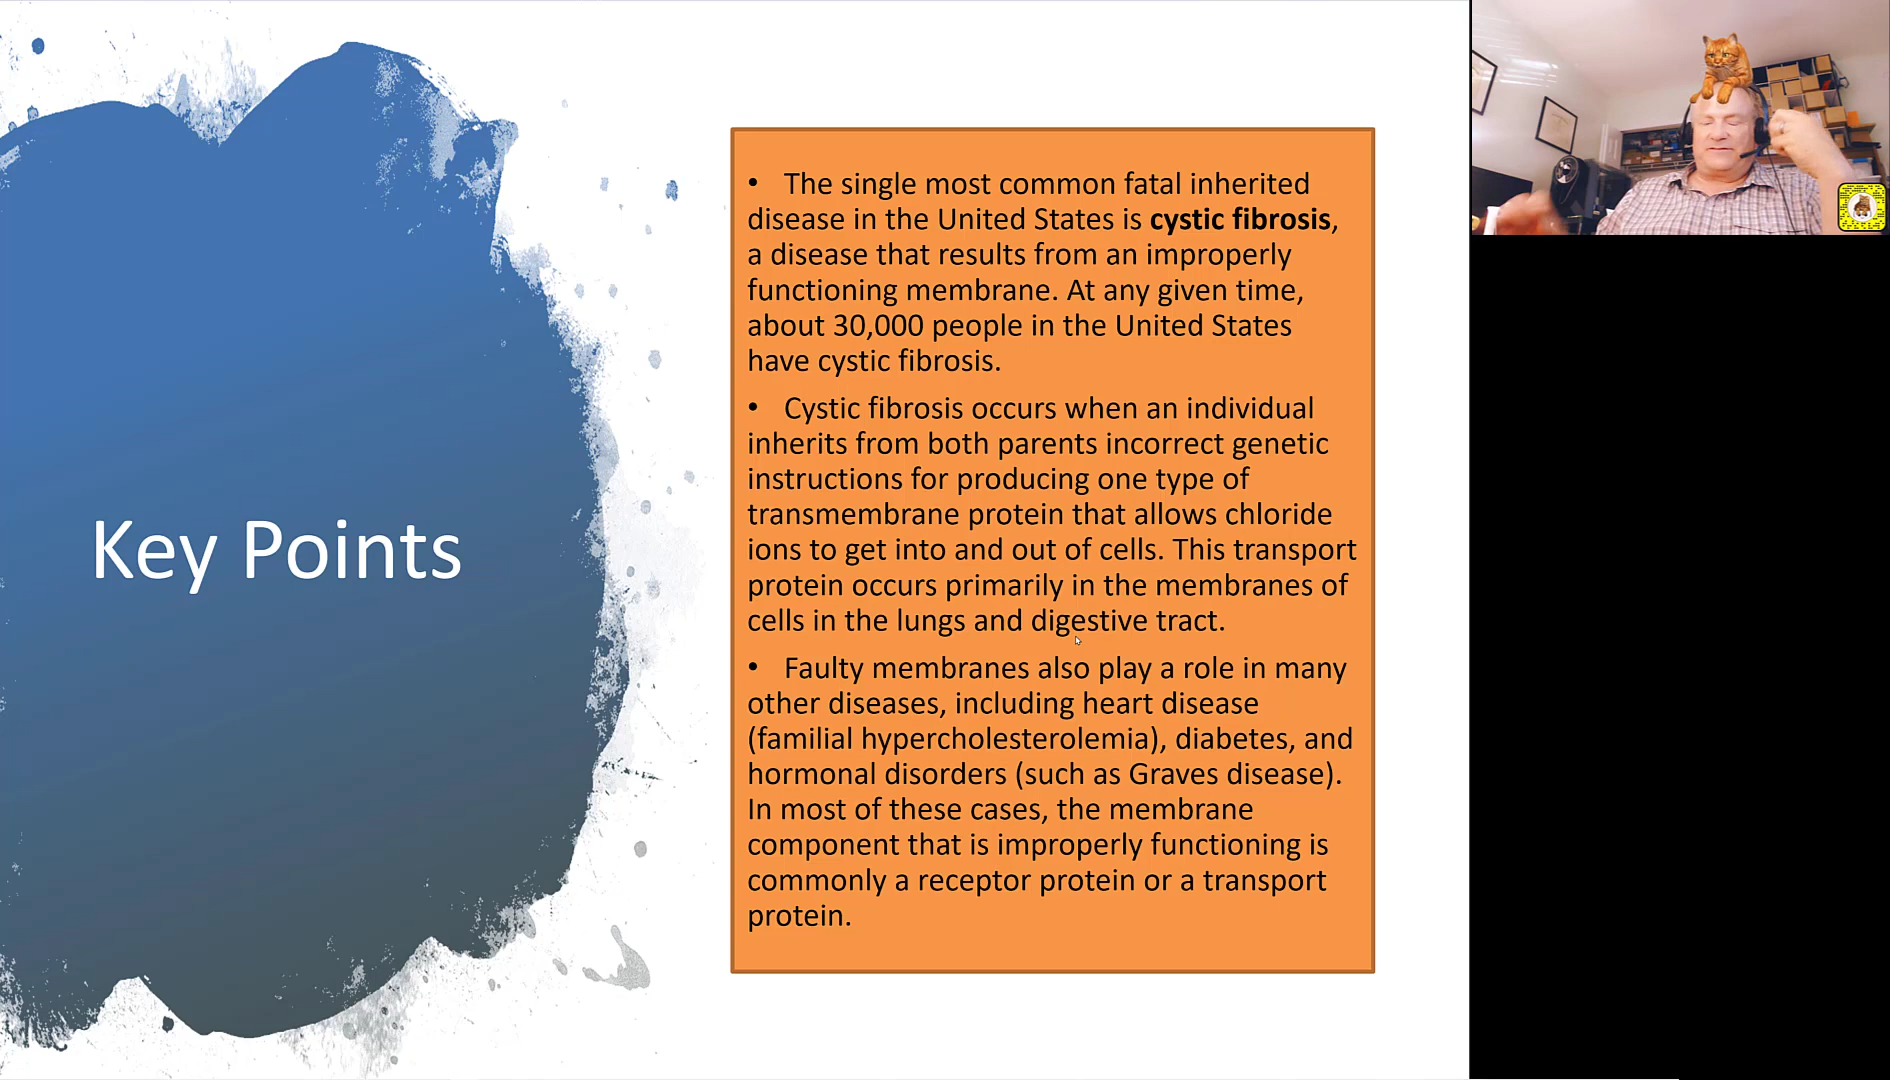 Key Points
• The single most common fatal inherited
disease in the United States is cystic fibrosis,
a disease that results from an improperly
functioning membrane. At any given time,
about 30,000 people in the United States
have cystic fibrosis.
• Cystic fibrosis occurs when an individual
inherits from both parents incorrect genetic
instructions for producing one type of
transmembrane protein that allows chloride
ions to get into and out of cells. This transport
protein occurs primarily in the membranes of
cells in the lungs and digestive tract.
• Faulty membranes also play a role in many
other diseases, including heart disease
(familial hypercholesterolemia), diabetes, and
hormonal disorders (such as Graves disease).
In most of these cases, the membrane
component that is improperly functioning is
commonly a receptor protein or a transport
protein.